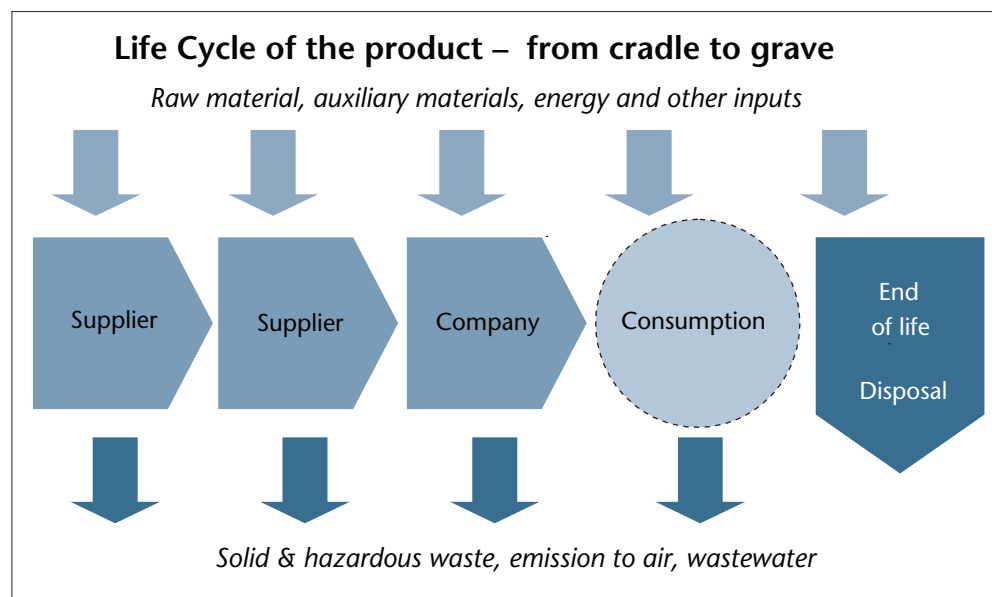 Life Cycle of the product – from cradle to grave
Raw material, auxiliary materials, energy and other inputs
Supplier
Supplier
Company
Consumption
End
of life
Disposal
Solid & hazardous waste, emission to air, wastewater